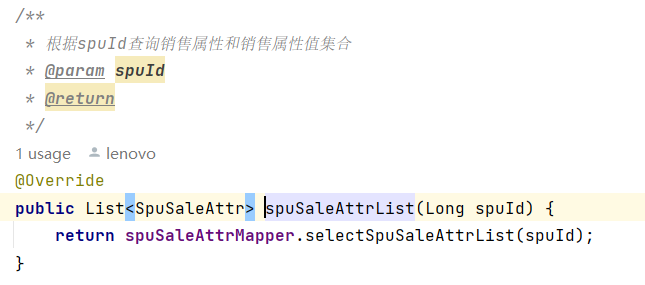 /**
 * 根据spuId查询销售属性和销售属性值集合
 * @param spuId
 * @return
 */
1 usage lenovo
@Override
public List<SpuSaleAttr> spuSaleAttrList(Long spuId) {
    return spuSaleAttrMapper.selectSpuSaleAttrList(spuId);
}